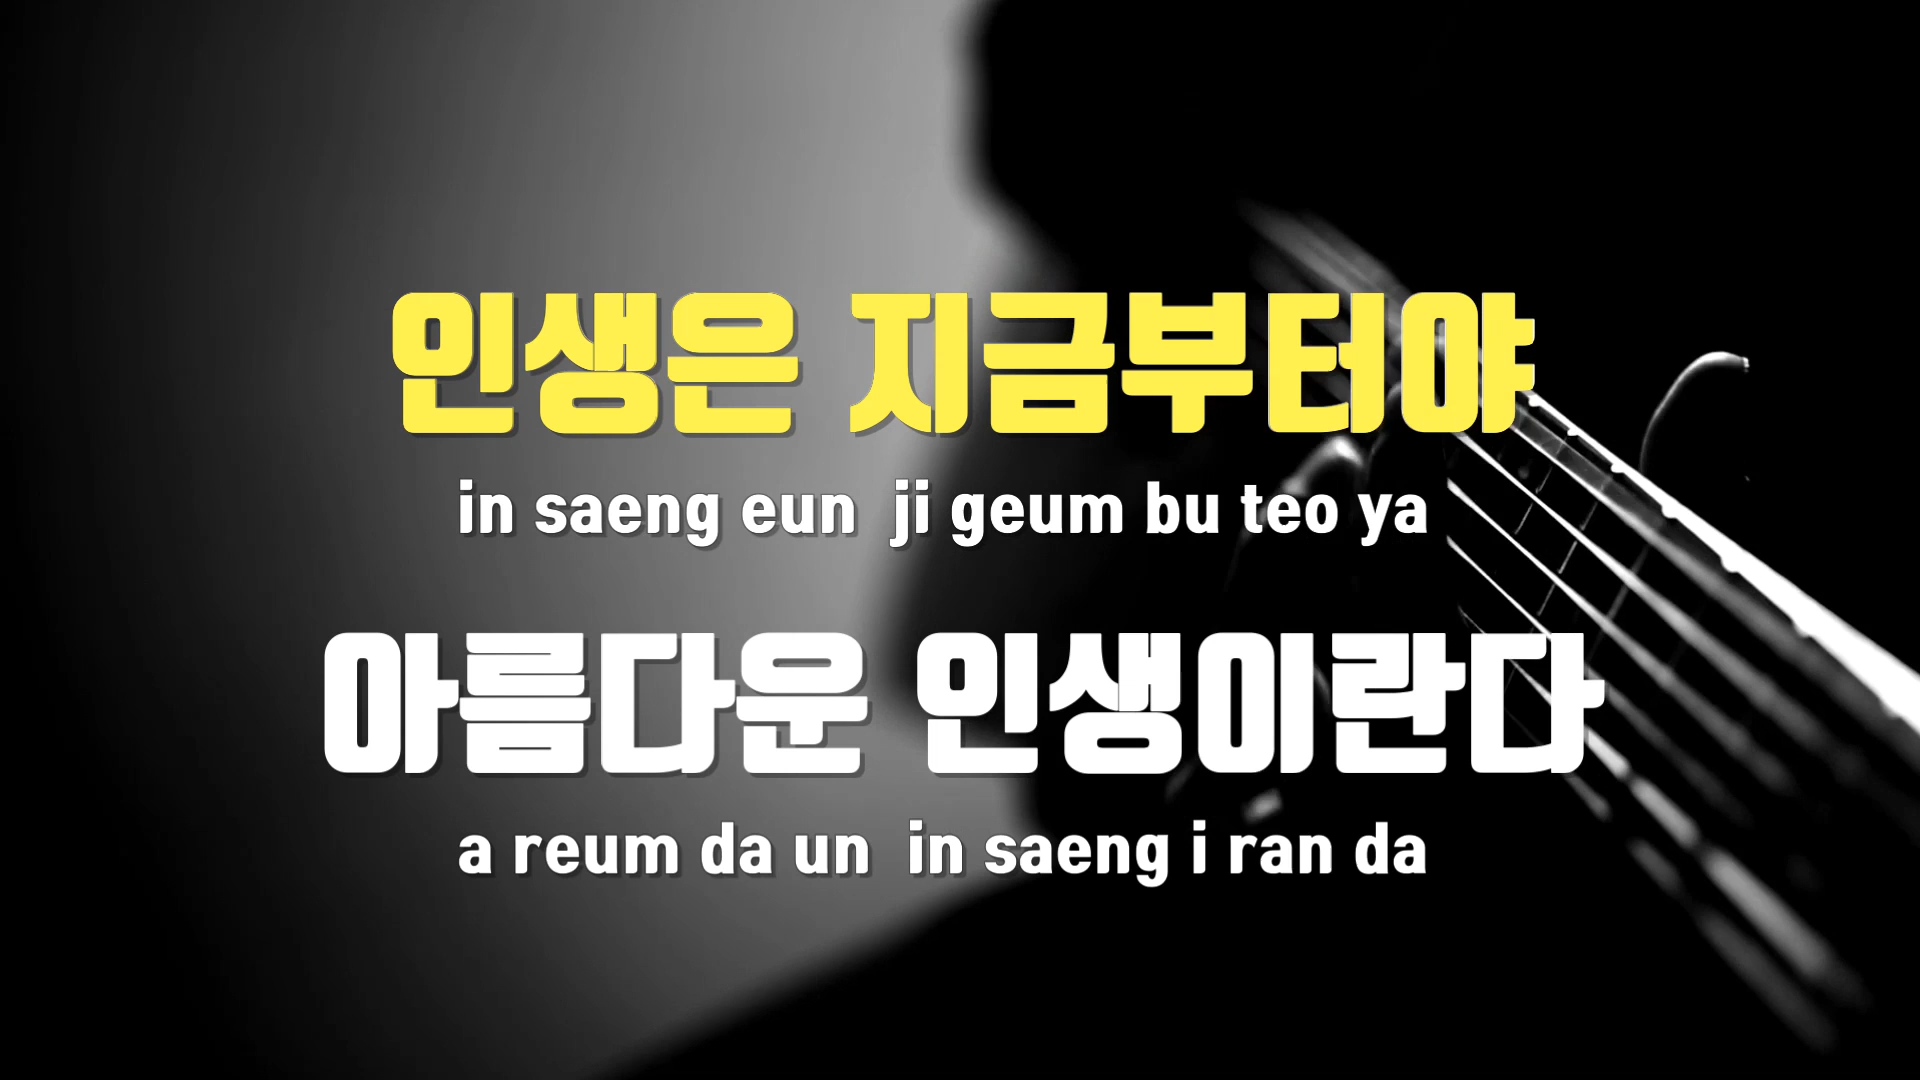 인생은 지금부터야
in saeng eun ji geum bu teo ya
아름다운 인생이란다
a reum da un in saeng i ran da